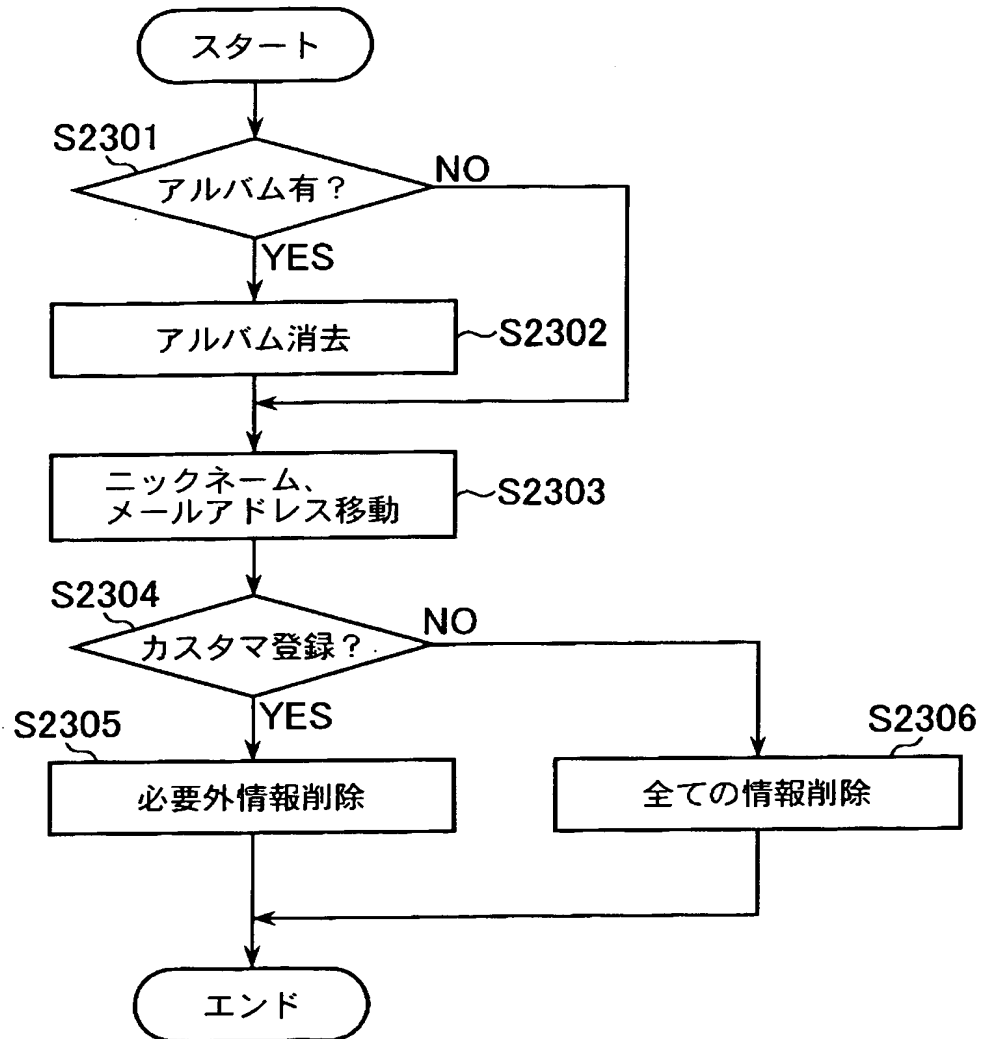 スタート
S2301
アルバム有？
NO
YES
アルバム消去
S2302
ニックネーム、
メールアドレス移動
S2303
S2304
カスタマ登録？
NO
YES
S2305
必要外情報削除
S2306
全ての情報削除
エンド